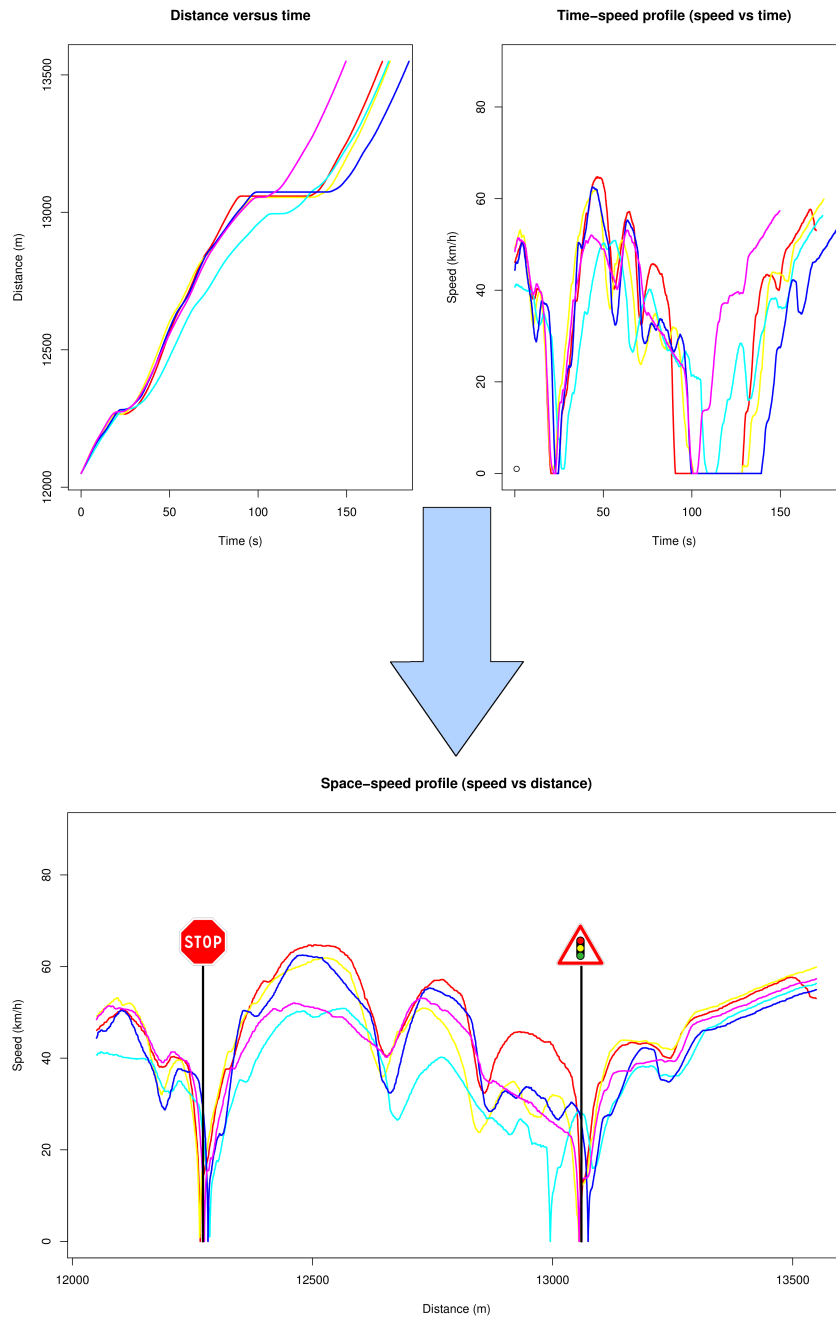 Distance versus time
Time−speed profile (speed vs time)
Distance (m)
13500
13000
12500
12000
0 50 100 150
Time (s)
Speed (km/h)
80
60
40
20
0
50 100 150
Time (s)
Space−speed profile (speed vs distance)
Speed (km/h)
80
60
40
20
0
STOP
12000 12500 13000 13500
Distance (m)